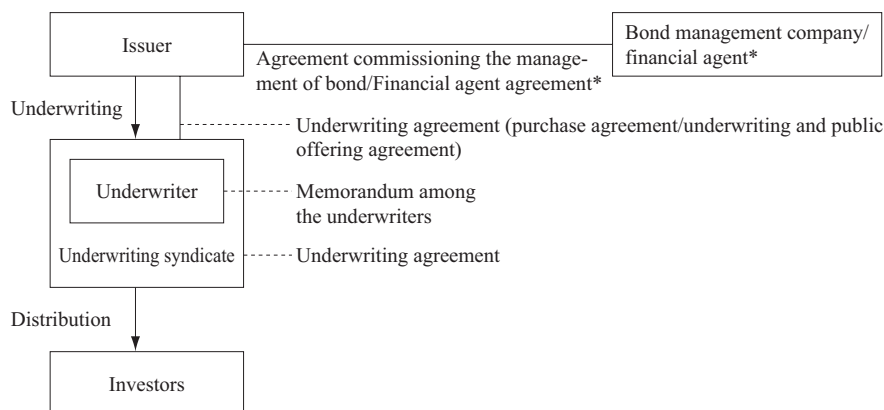 Issuer
Bond management company/
financial agent*
Agreement commissioning the manage-
ment of bond/Financial agent agreement*
Underwriting
Underwriting agreement (purchase agreement/underwriting and public
offering agreement)
Underwriter
Memorandum among
the underwriters
Underwriting syndicate
Underwriting agreement
Distribution
Investors